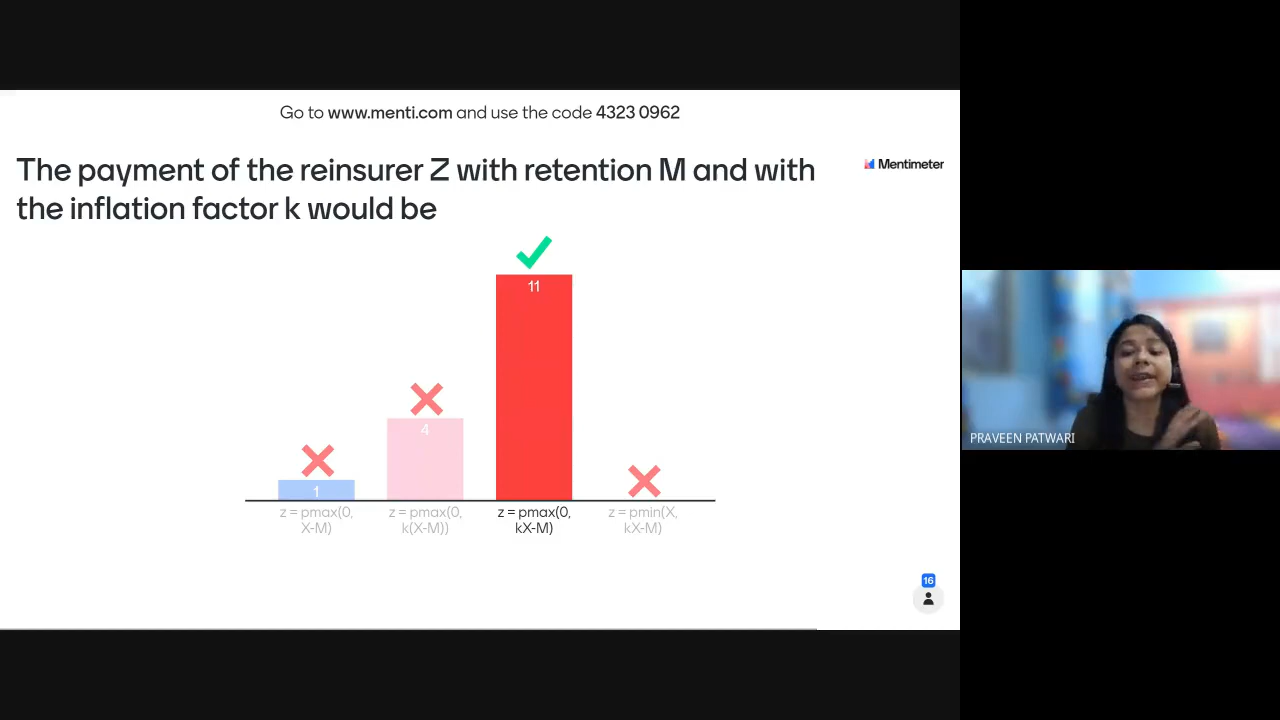 Go to www.menti.com and use the code 4323 0962
The payment of the reinsurer Z with retention M and with
the inflation factor k would be
Mentimeter
11
4
1
z = pmax(0,
X-M)
z = pmax(0,
k(X-M))
z = pmax(0,
kX-M)
z = pmin(X,
kX-M)
16
PRAVEEN PATWARI